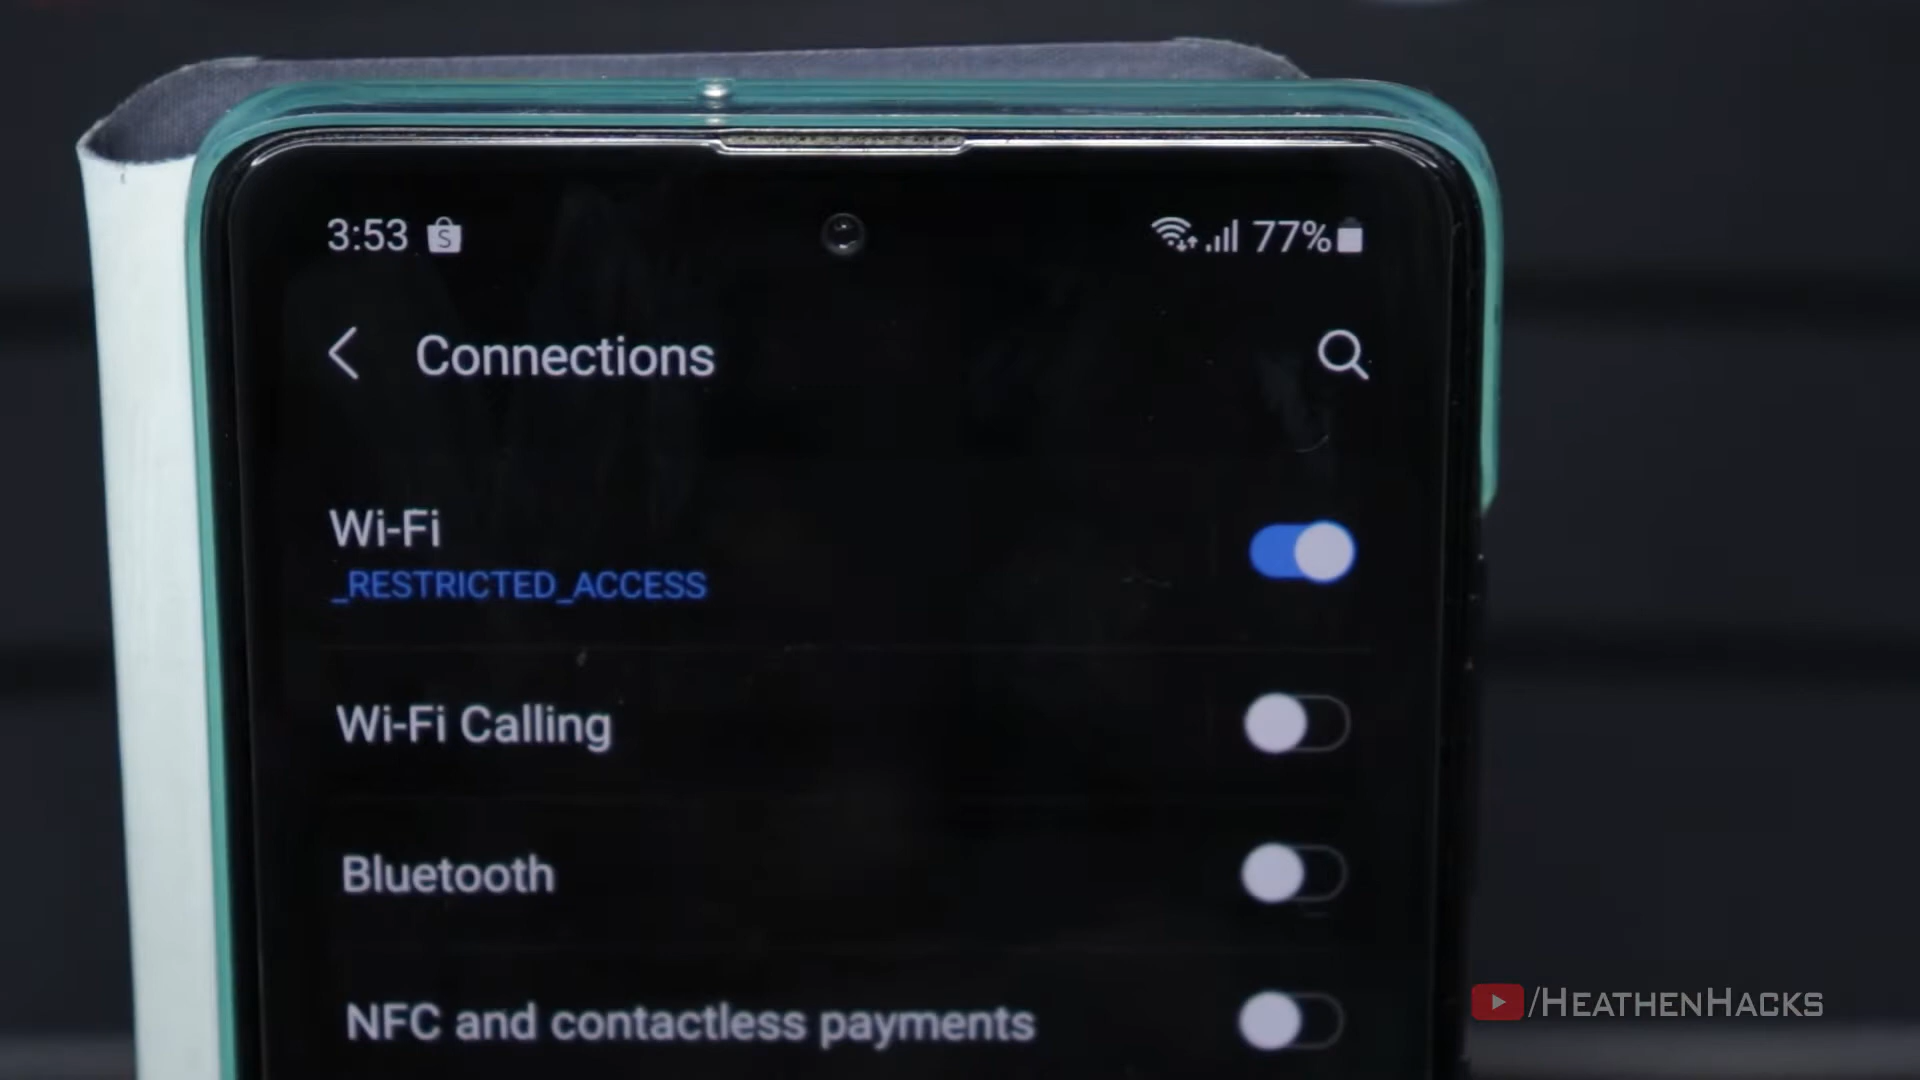 3:53 S 77%
Connections
Wi-Fi
_RESTRICTED_ACCESS
Wi-Fi Calling
Bluetooth
NFC and contactless payments
/HEATHENHACKS